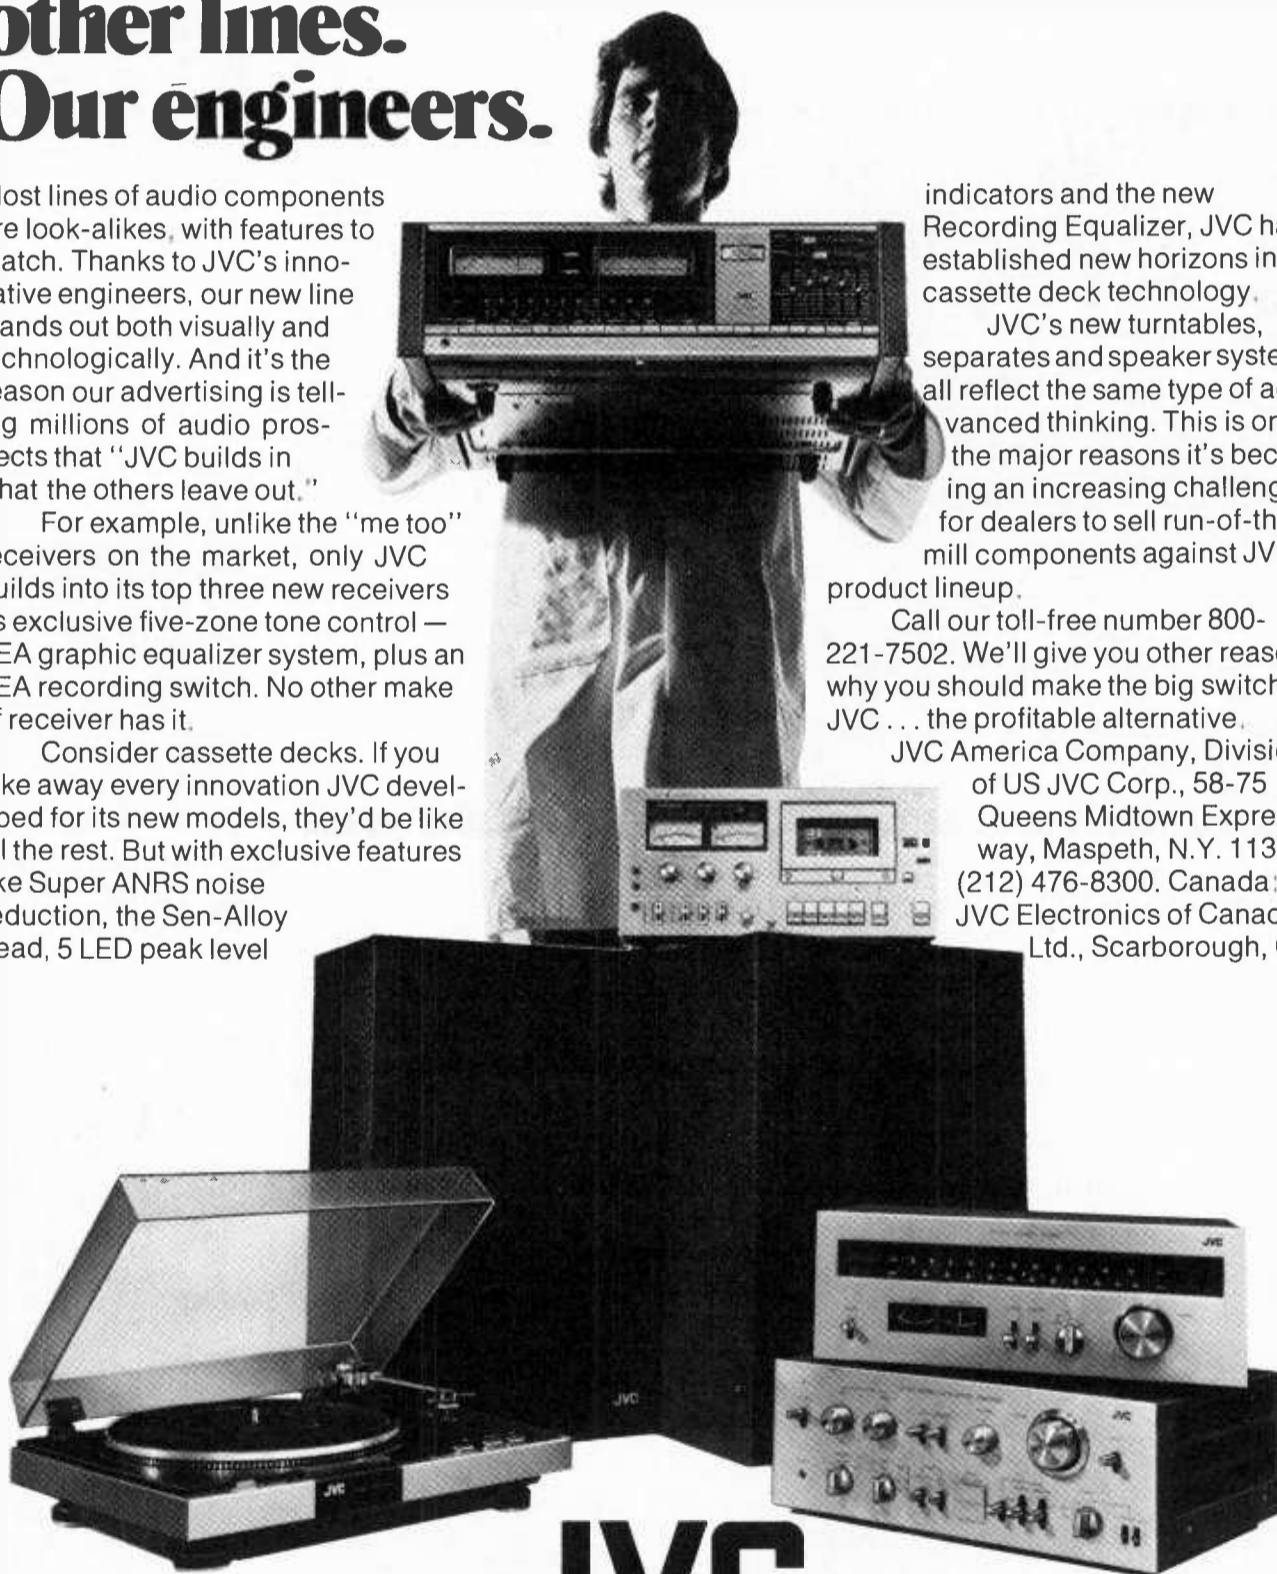 other lines.
Our engineers.
ost lines of audio components
re look-alikes, with features to
atch. Thanks to JVC's inno-
ative engineers, our new line
ands out both visually and
chnologically. And it's the
eason our advertising is tell-
g millions of audio pros-
ects that "JVC builds in
hat the others leave out."
For example, unlike the "me too"
eceivers on the market, only JVC
uilds into its top three new receivers
s exclusive five-zone tone control —
EA graphic equalizer system, plus an
EA recording switch. No other make
f receiver has it.
Consider cassette decks. If you
ke away every innovation JVC devel-
ped for its new models, they'd be like
l the rest. But with exclusive features
ke Super ANRS noise
eduction, the Sen-Alloy
ead, 5 LED peak level
indicators and the new
Recording Equalizer, JVC ha
established new horizons in
cassette deck technology.
JVC's new turntables,
separates and speaker syste
all reflect the same type of a
vanced thinking. This is or
the major reasons it's bec
ing an increasing challeng
for dealers to sell run-of-th
mill components against JV
product lineup.
Call our toll-free number 800-
221-7502. We'll give you other reaso
why you should make the big switch
JVC . . . the profitable alternative.
JVC America Company, Divisi
of US JVC Corp., 58-75
Queens Midtown Expre
way, Maspeth, N.Y. 113
(212) 476-8300. Canada:
JVC Electronics of Canad
Ltd., Scarborough,
JVC
JVC
JVC
JVC
JVC